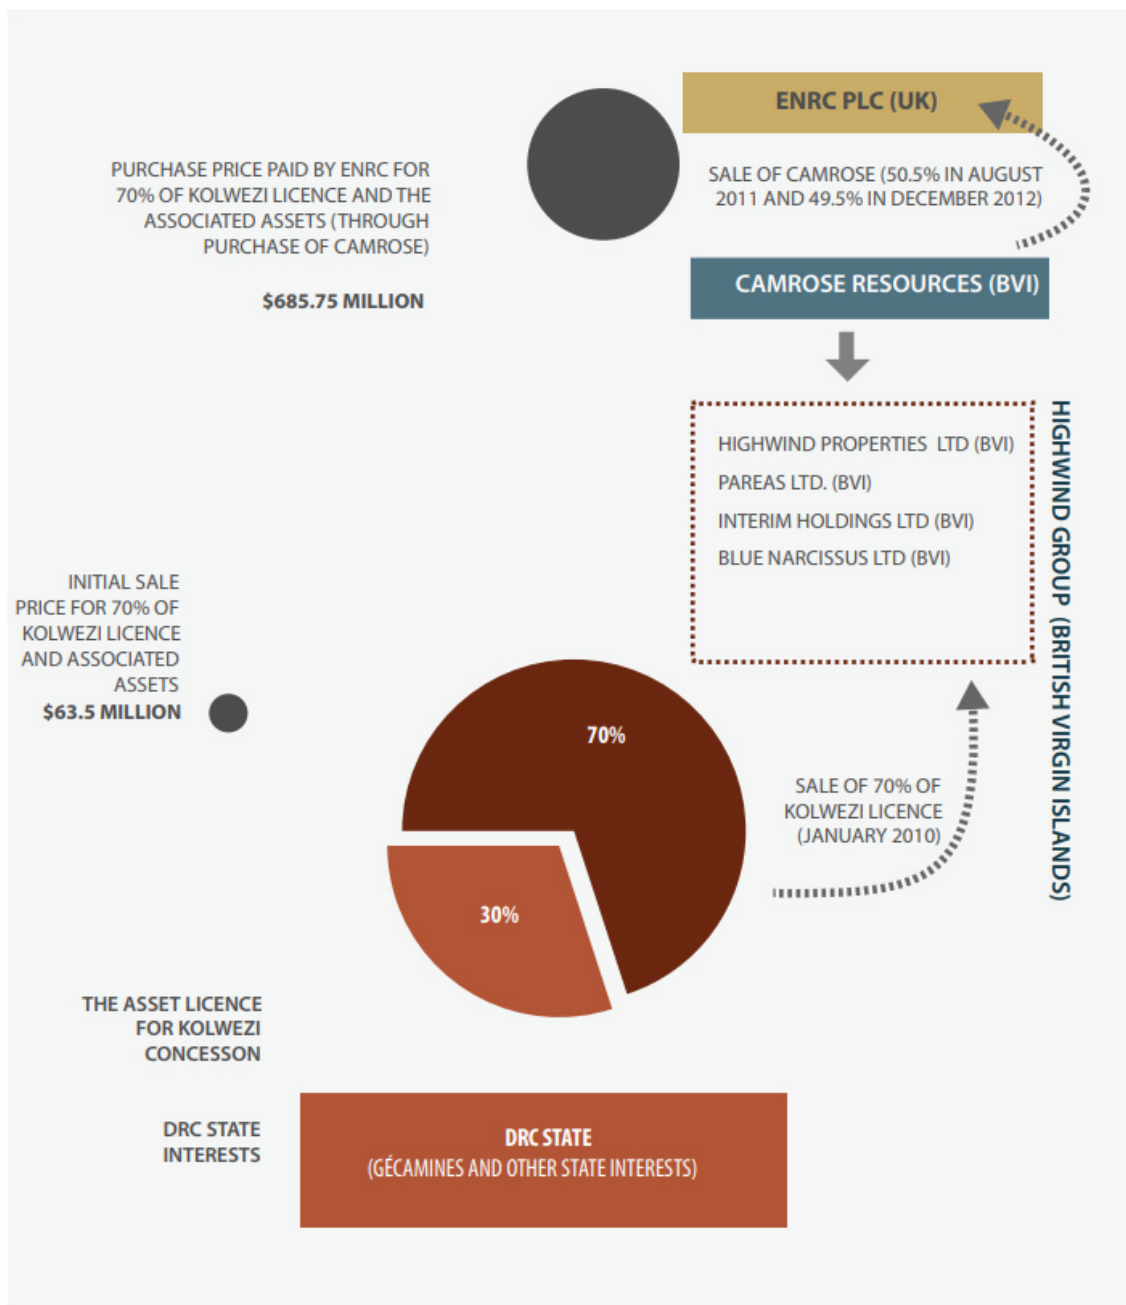 ENRC PLC (UK)
PURCHASE PRICE PAID BY ENRC FOR
70% OF KOLWEZI LICENCE AND THE
ASSOCIATED ASSETS (THROUGH
PURCHASE OF CAMROSE)
$685.75 MILLION
SALE OF CAMROSE (50.5% IN AUGUST
2011 AND 49.5% IN DECEMBER 2012)
CAMROSE RESOURCES (BVI)
HIGHWIND PROPERTIES LTD (BVI)
PAREAS LTD. (BVI)
INTERIM HOLDINGS LTD (BVI)
BLUE NARCISSUS LTD (BVI)
HIGHWIND GROUP (BRITISH VIRGIN ISLANDS)
INITIAL SALE
PRICE FOR 70% OF
KOLWEZI LICENCE
AND ASSOCIATED
ASSETS
$63.5 MILLION
70%
SALE OF 70% OF
KOLWEZI LICENCE
(JANUARY 2010)
30%
THE ASSET LICENCE
FOR KOLWEZI
CONCESSON
DRC STATE
INTERESTS
DRC STATE
(GÉCAMINES AND OTHER STATE INTERESTS)